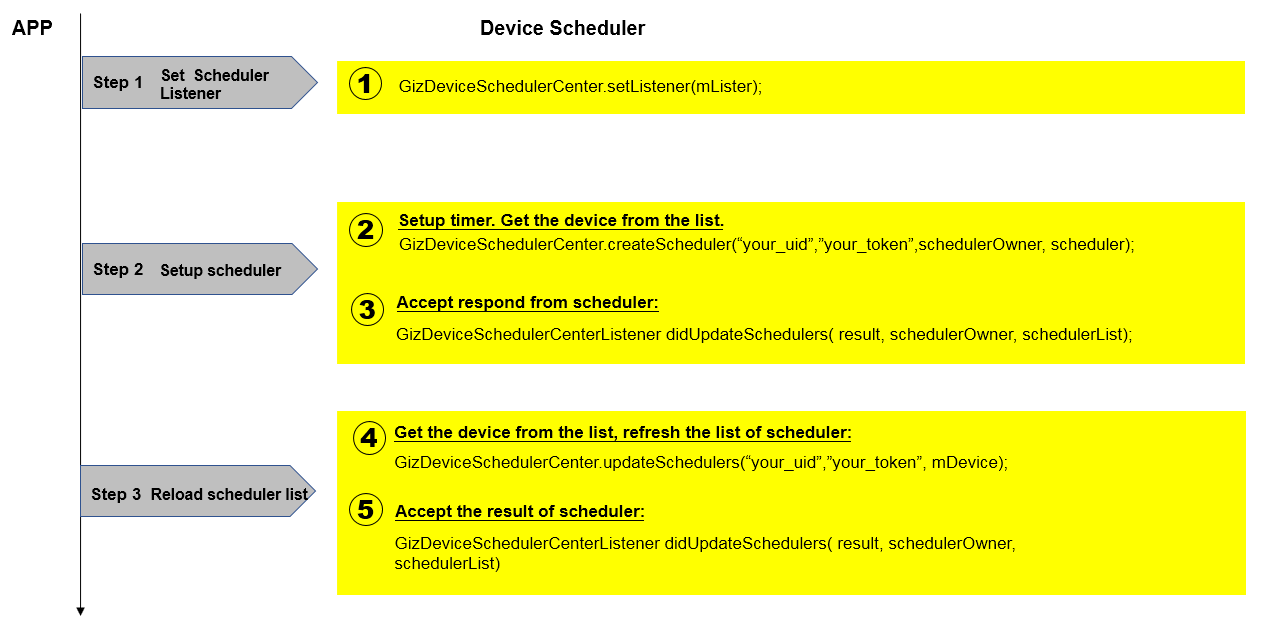 APP
Device Scheduler
Step 1
Set Scheduler
Listener
1
GizDeviceSchedulerCenter.setListener(mLister);
Step 2 Setup scheduler
2
Setup timer. Get the device from the list.
GizDeviceSchedulerCenter.createScheduler(“your_uid”,”your_token”,schedulerOwner, scheduler);
3
Accept respond from scheduler:
GizDeviceSchedulerCenterListener didUpdateSchedulers( result, schedulerOwner, schedulerList);
Step 3 Reload scheduler list
4
Get the device from the list, refresh the list of scheduler:
GizDeviceSchedulerCenter.updateSchedulers(“your_uid”,”your_token”, mDevice);
5
Accept the result of scheduler:
GizDeviceSchedulerCenterListener didUpdateSchedulers( result, schedulerOwner,
schedulerList)